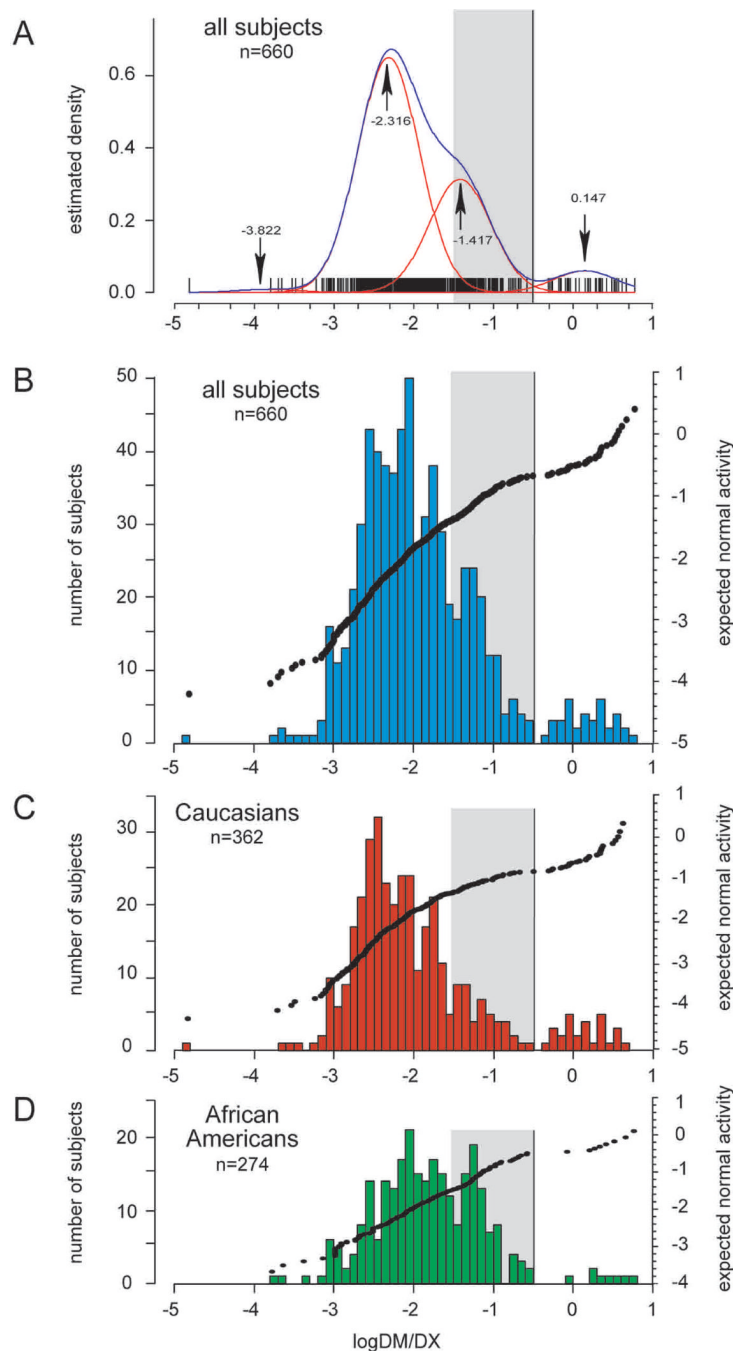 A
all subjects
n=660
estimated density
0.6
0.4
0.2
0.0
-2.316
-3.822
-1.417
0.147
-5 -4 -3 -2 -1 0 1
B
all subjects
n=660
number of subjects
50
40
30
20
10
0
1
0
-1
-2
-3
-4
-5
expected normal activity
-5 -4 -3 -2 -1 0 1
C
Caucasians
n=362
number of subjects
30
20
10
0
1
0
-1
-2
-3
-4
-5
expected normal activity
-5 -4 -3 -2 -1 0 1
D
African
Americans
n=274
number of subjects
20
10
0
1
0
-1
-2
-3
-4
expected normal activity
-5 -4 -3 -2 -1 0 1
logDM/DX